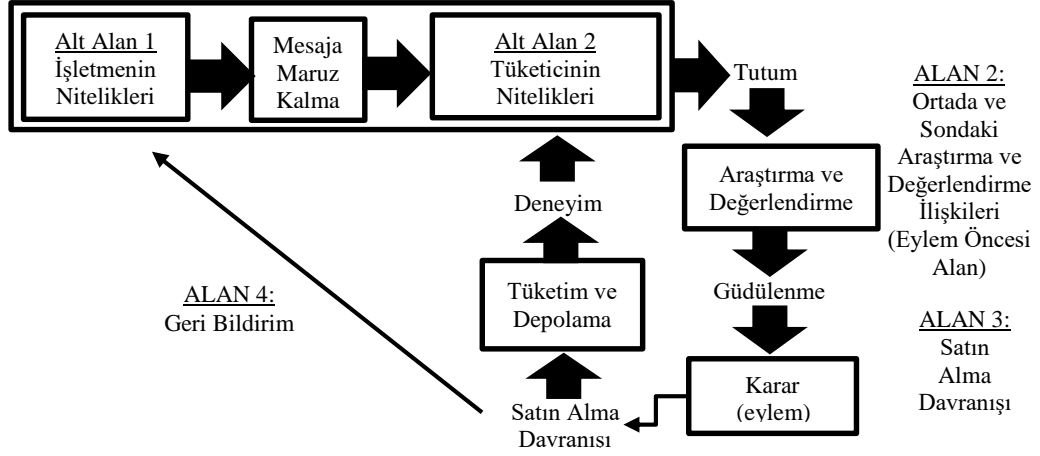 Alt Alan 1
İşletmenin
Nitelikleri
Mesaja
Maruz
Kalma
Alt Alan 2
Tüketicinin
Nitelikleri
Tutum
ALAN 2:
Ortada ve
Sondaki
Araştırma ve
Değerlendirme
İlişkileri
(Eylem Öncesi
Alan)
Araştırma ve
Değerlendirme
Deneyim
Güdülenme
Tüketim ve
Depolama
ALAN 4:
Geri Bildirim
ALAN 3:
Satın
Alma
Davranışı
Karar
(eylem)
Satın Alma
Davranışı